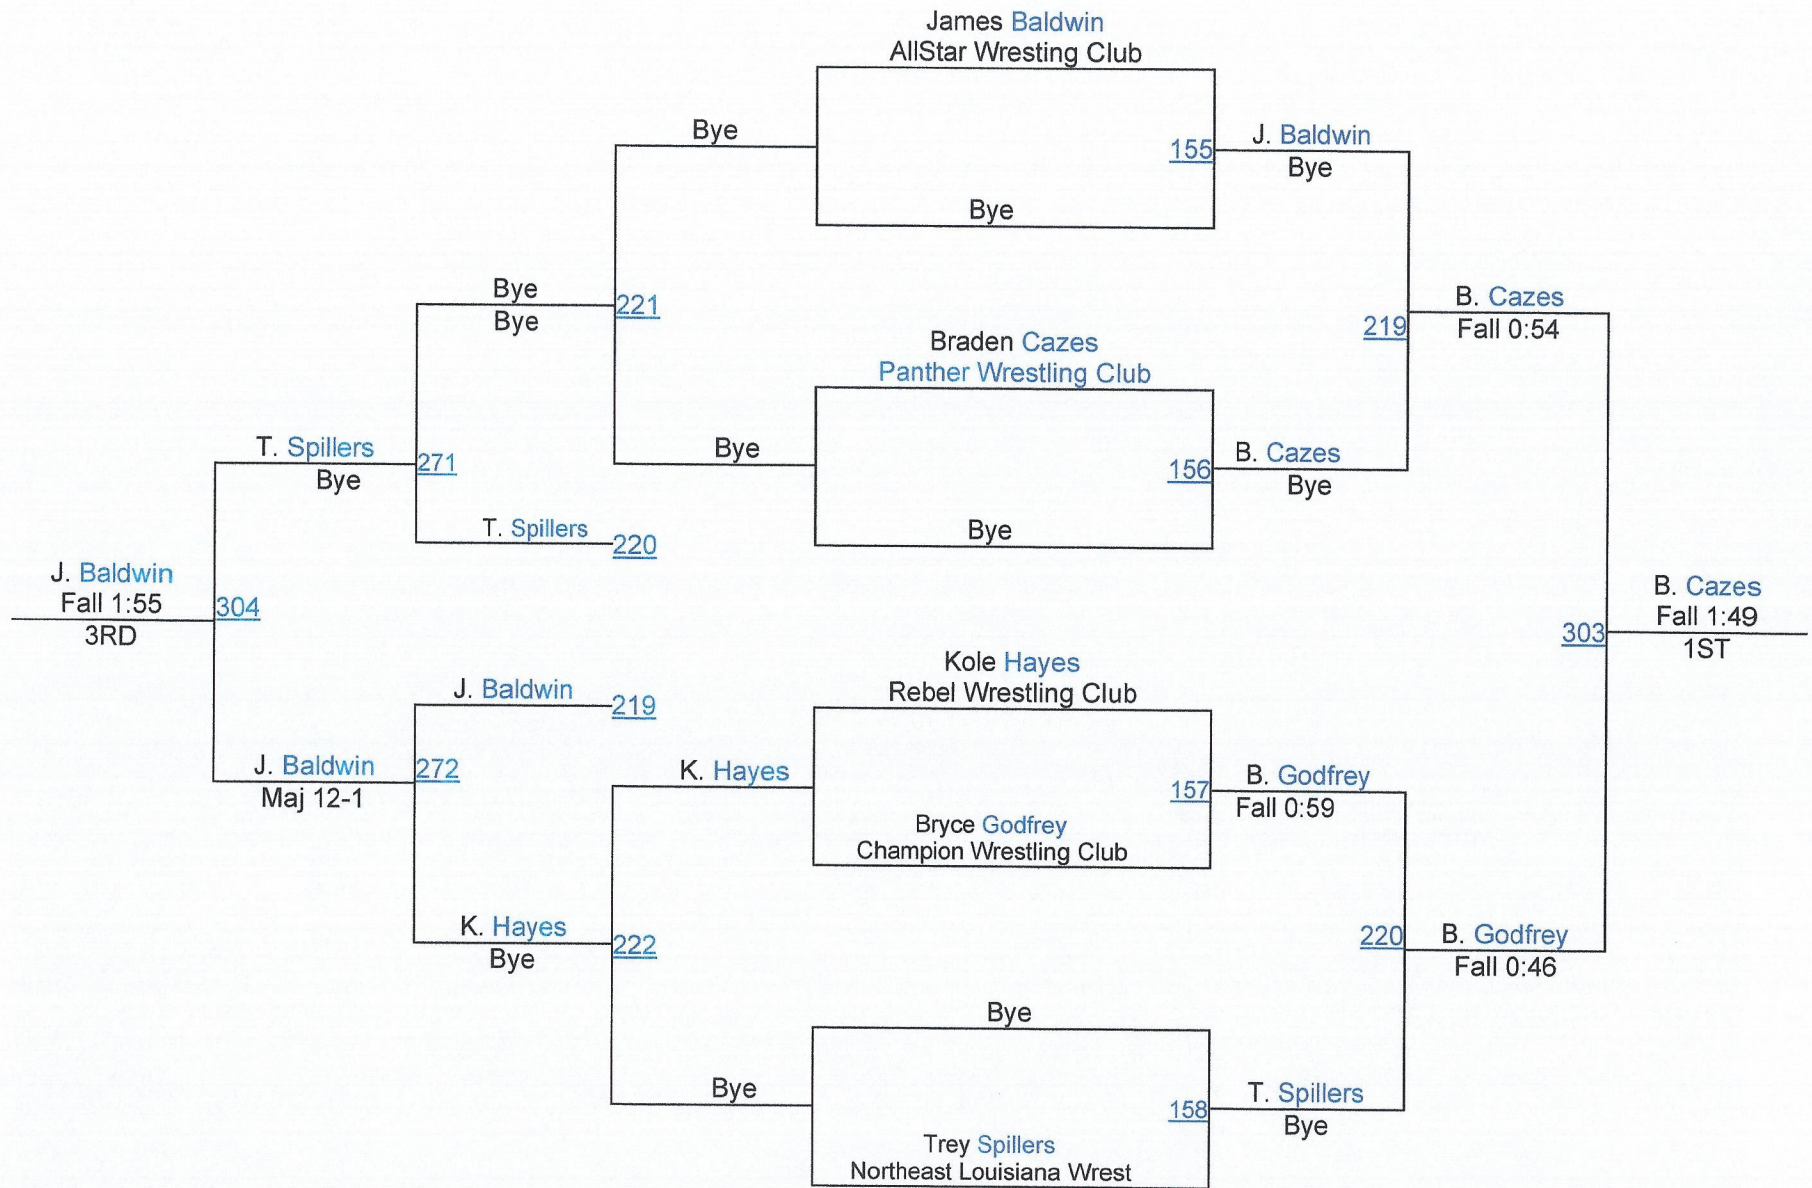 James Baldwin
AllStar Wresting Club
Bye
155
J. Baldwin
Bye
Bye
Bye
Bye
221
B. Cazes
Fall 0:54
219
Braden Cazes
Panther Wrestling Club
T. Spillers
Bye
271
Bye
156
B. Cazes
Bye
T. Spillers
220
Bye
J. Baldwin
Fall 1:55
3RD
304
B. Cazes
Fall 1:49
1ST
303
Kole Hayes
Rebel Wrestling Club
J. Baldwin
219
J. Baldwin
Maj 12-1
272
K. Hayes
157
B. Godfrey
Fall 0:59
Bryce Godfrey
Champion Wrestling Club
K. Hayes
Bye
222
220
B. Godfrey
Fall 0:46
Bye
Bye
158
T. Spillers
Bye
Trey Spillers
Northeast Louisiana Wrest